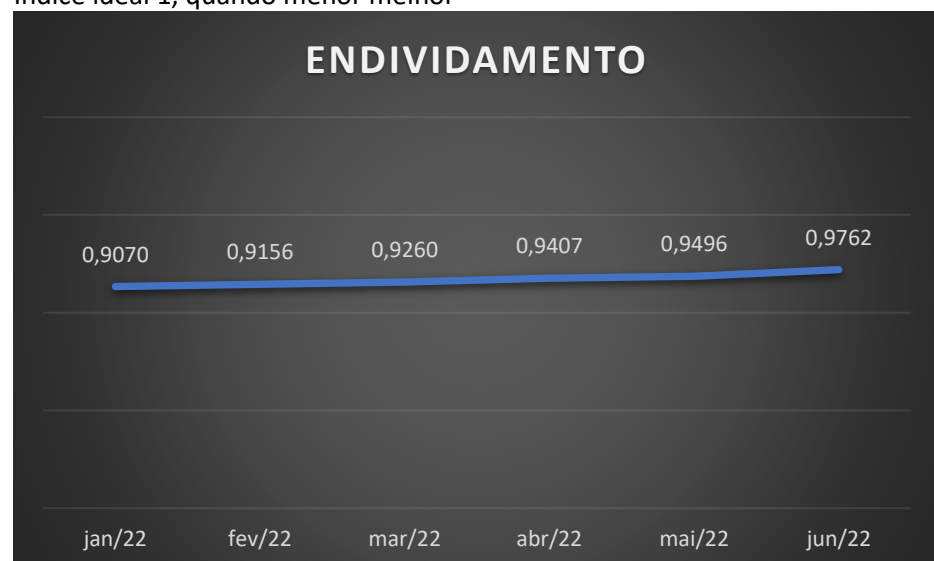 Índice ideal 1, quando menor melhor
ENDIVIDAMENTO
0,9070 0,9156 0,9260 0,9407 0,9496 0,9762
jan/22 fev/22 mar/22 abr/22 mai/22 jun/22